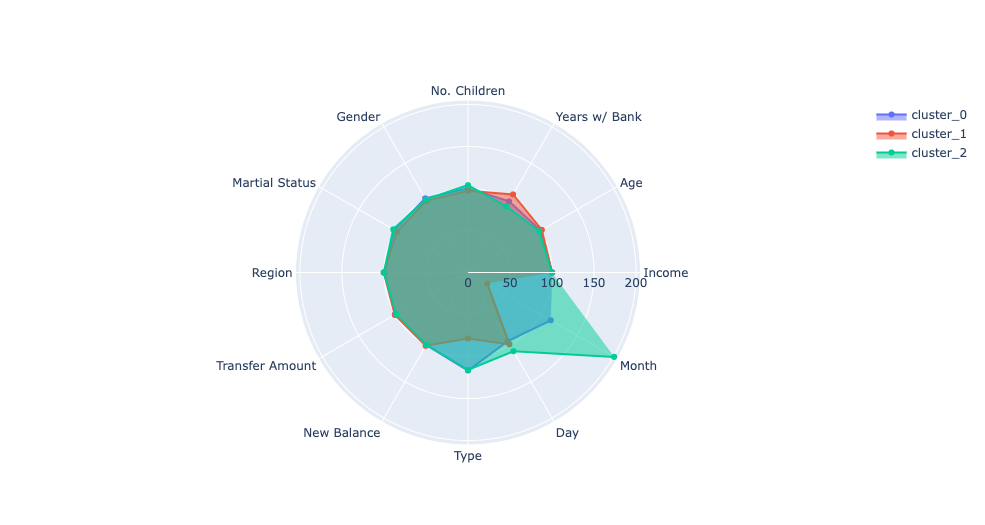 No. Children
Gender
Years w/ Bank
Martial Status
Age
Region
0 50 100 150 200
Income
Transfer Amount
Month
New Balance
Day
Type
cluster_0
cluster_1
cluster_2